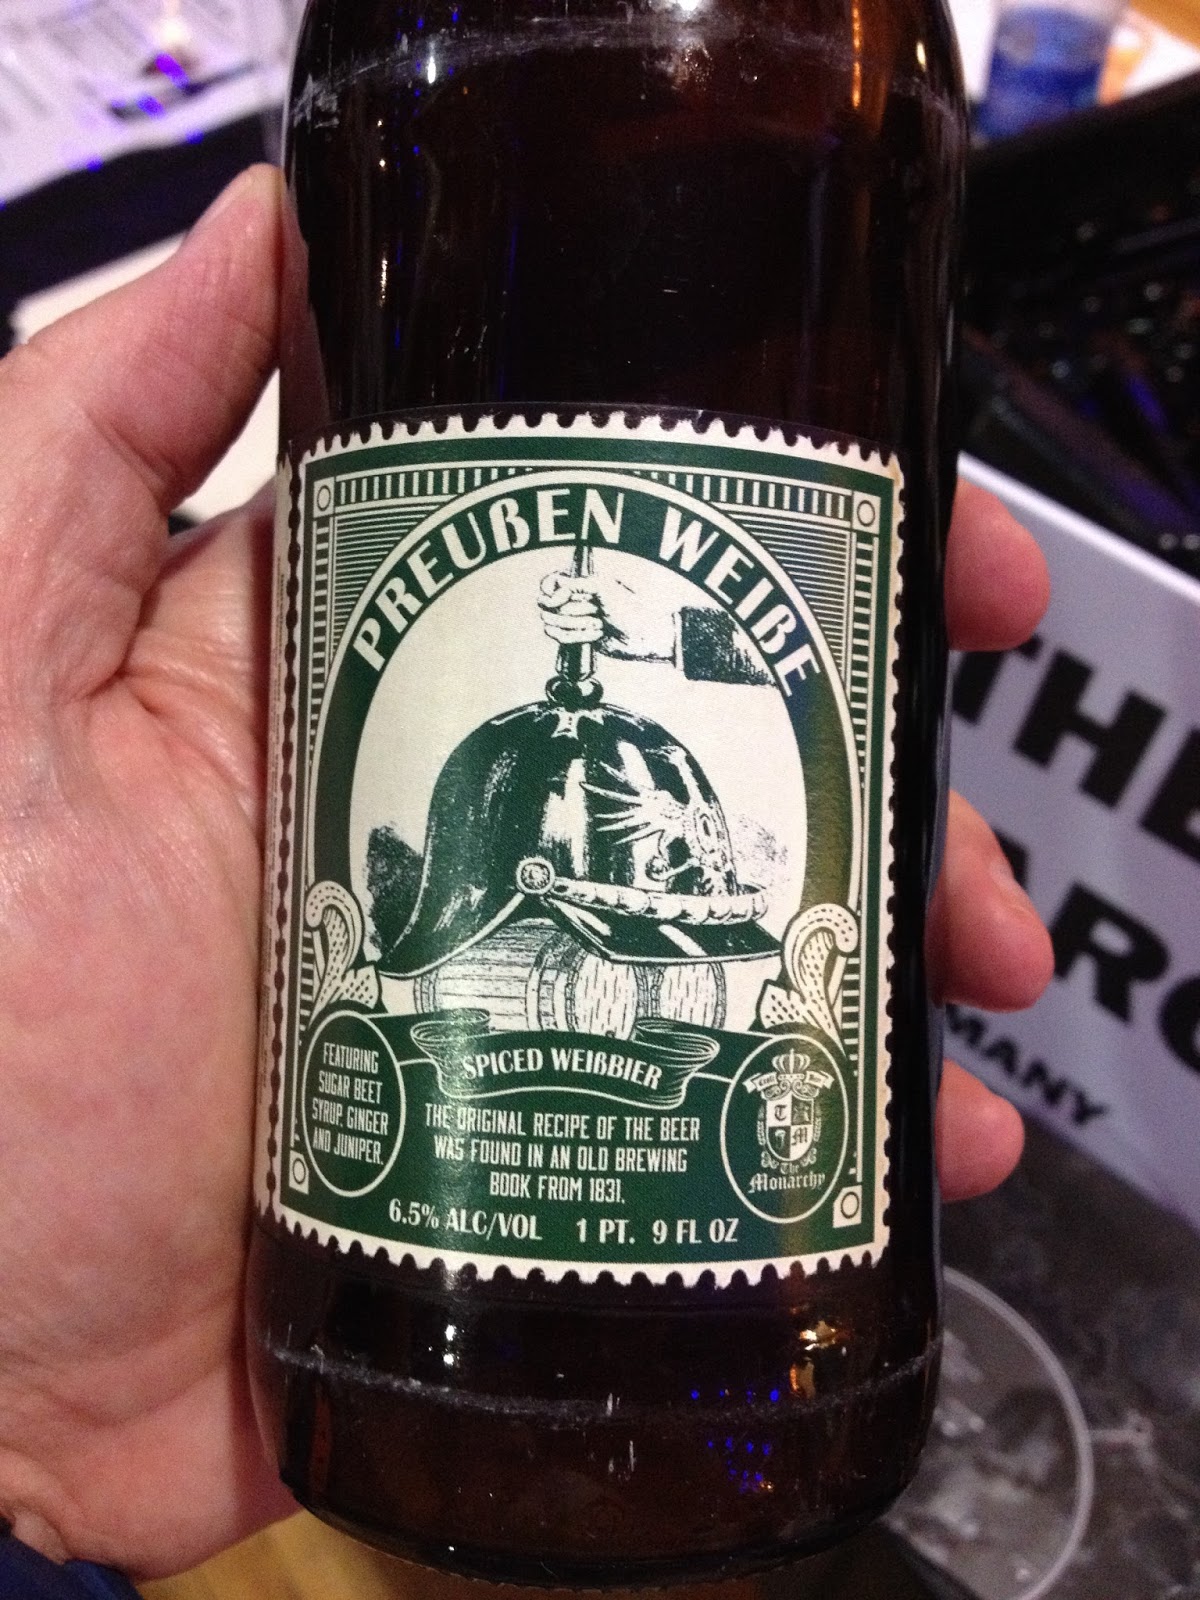 PREUßEN WEIßE
SPICED WEIßBIER
FEATURING
SUGAR BEET
SYRUP, GINGER
AND JUNIPER.
THE ORIGINAL RECIPE OF THE BEER
WAS FOUND IN AN OLD BREWING
BOOK FROM 1831.
6.5% ALC/VOL 1 PT. 9 FL OZ
T
M
The
Monarchy
THE